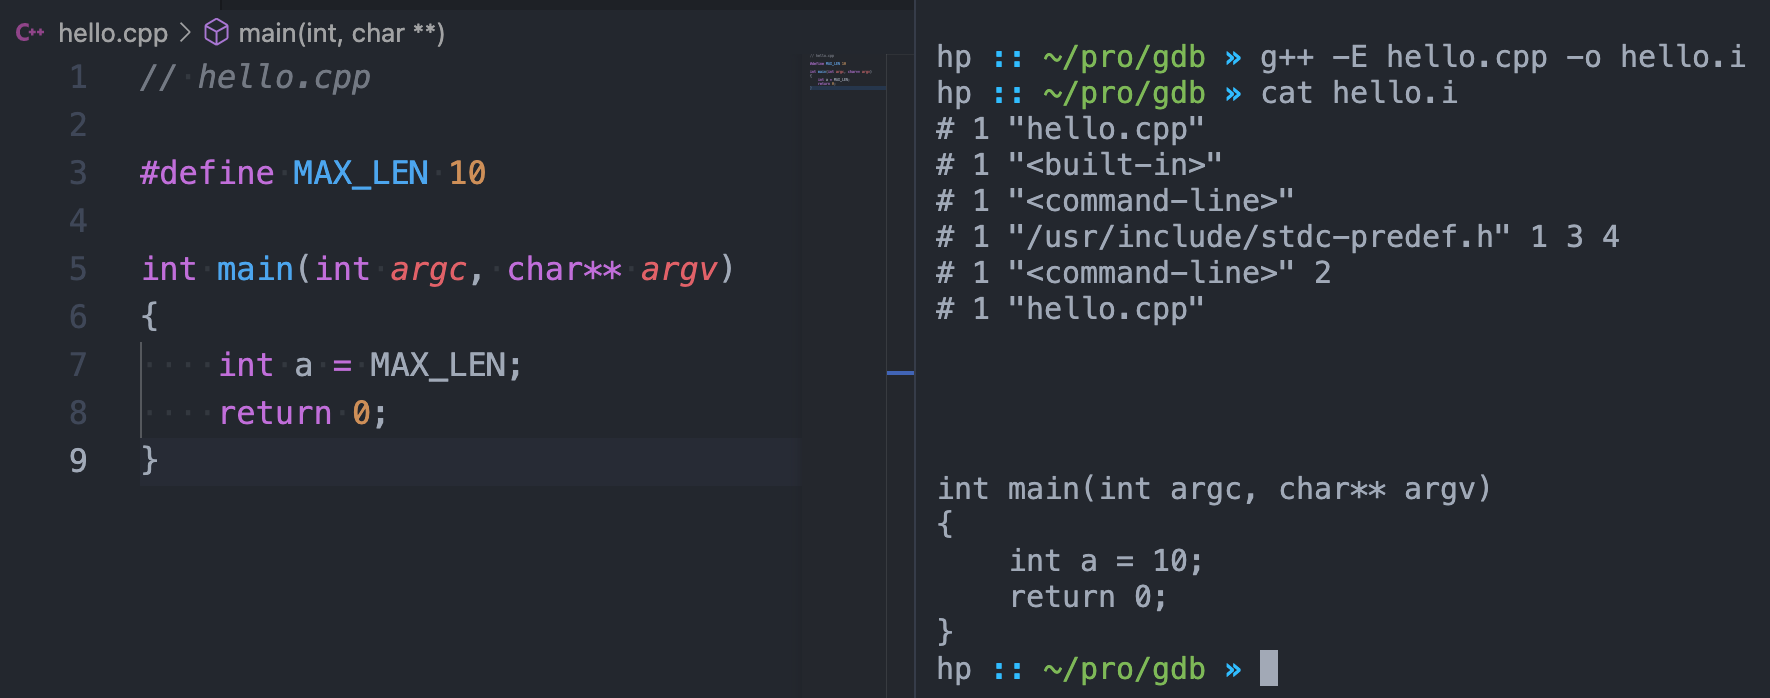 C++ hello.cpp > main(int, char **)
1 // hello.cpp
2
3 #define MAX_LEN 10
4
5 int main(int argc, char** argv)
6 {
7     int a = MAX_LEN;
8     return 0;
9 }
hp :: ~/pro/gdb » g++ -E hello.cpp -o hello.i
hp :: ~/pro/gdb » cat hello.i
# 1 "hello.cpp"
# 1 "<built-in>"
# 1 "<command-line>"
# 1 "/usr/include/stdc-predef.h" 1 3 4
# 1 "<command-line>" 2
# 1 "hello.cpp"
int main(int argc, char** argv)
{
    int a = 10;
    return 0;
}
hp :: ~/pro/gdb »